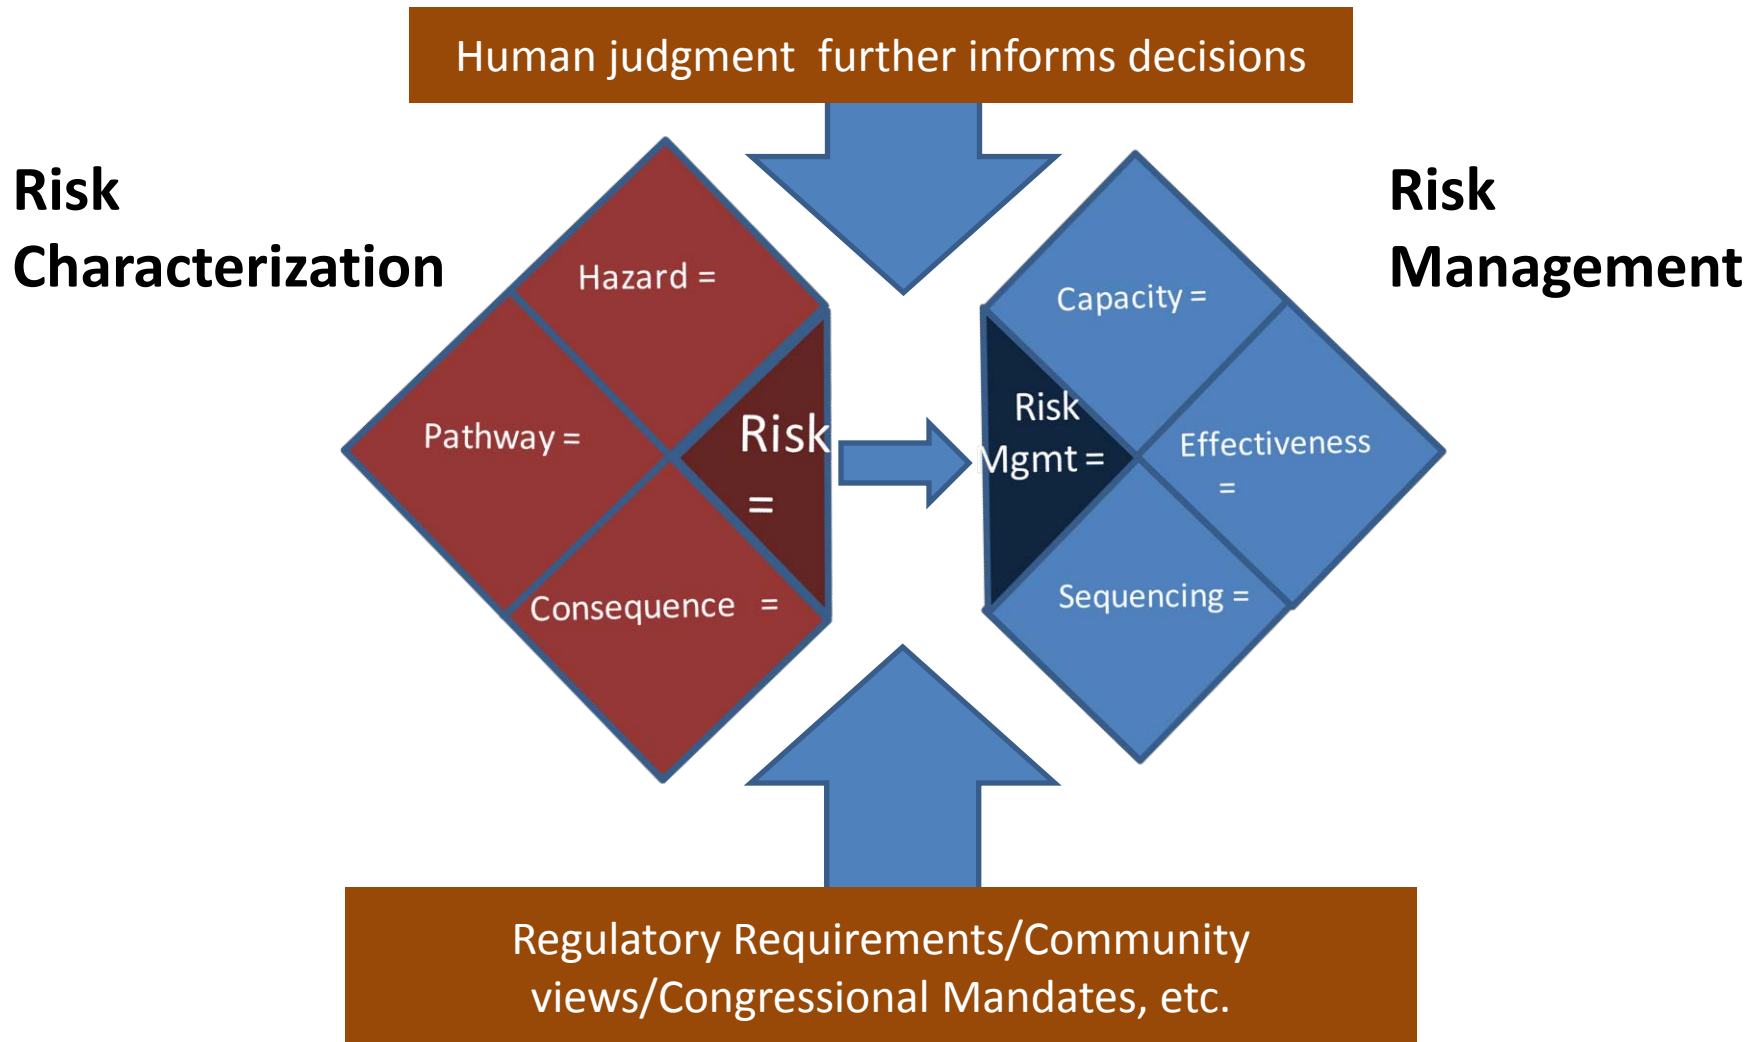 Human judgment  further informs decisions
Risk
Characterization
Risk
Management
Hazard =
Pathway =
Consequence   =
Risk
=
Capacity =
Risk
Mgmt =
Effectiveness
=
Sequencing =
Regulatory Requirements/Community
views/Congressional Mandates, etc.